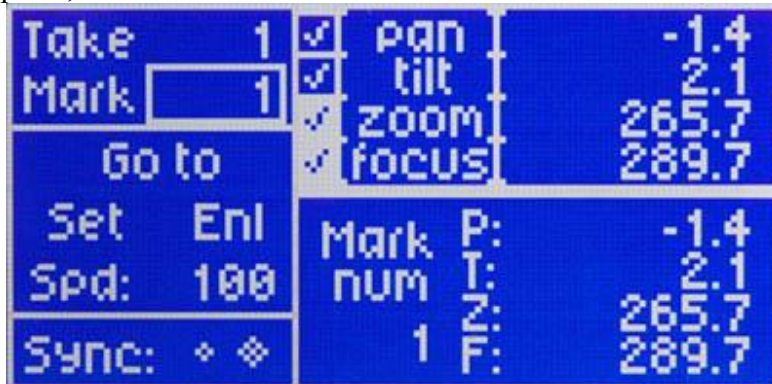 Take 1
Mark 1
Go to
Set Enl
Spd: 100
Sync:
pan -1.4
tilt 2.1
zoom 265.7
focus 289.7
Mark num 1
P: -1.4
T: 2.1
Z: 265.7
F: 289.7